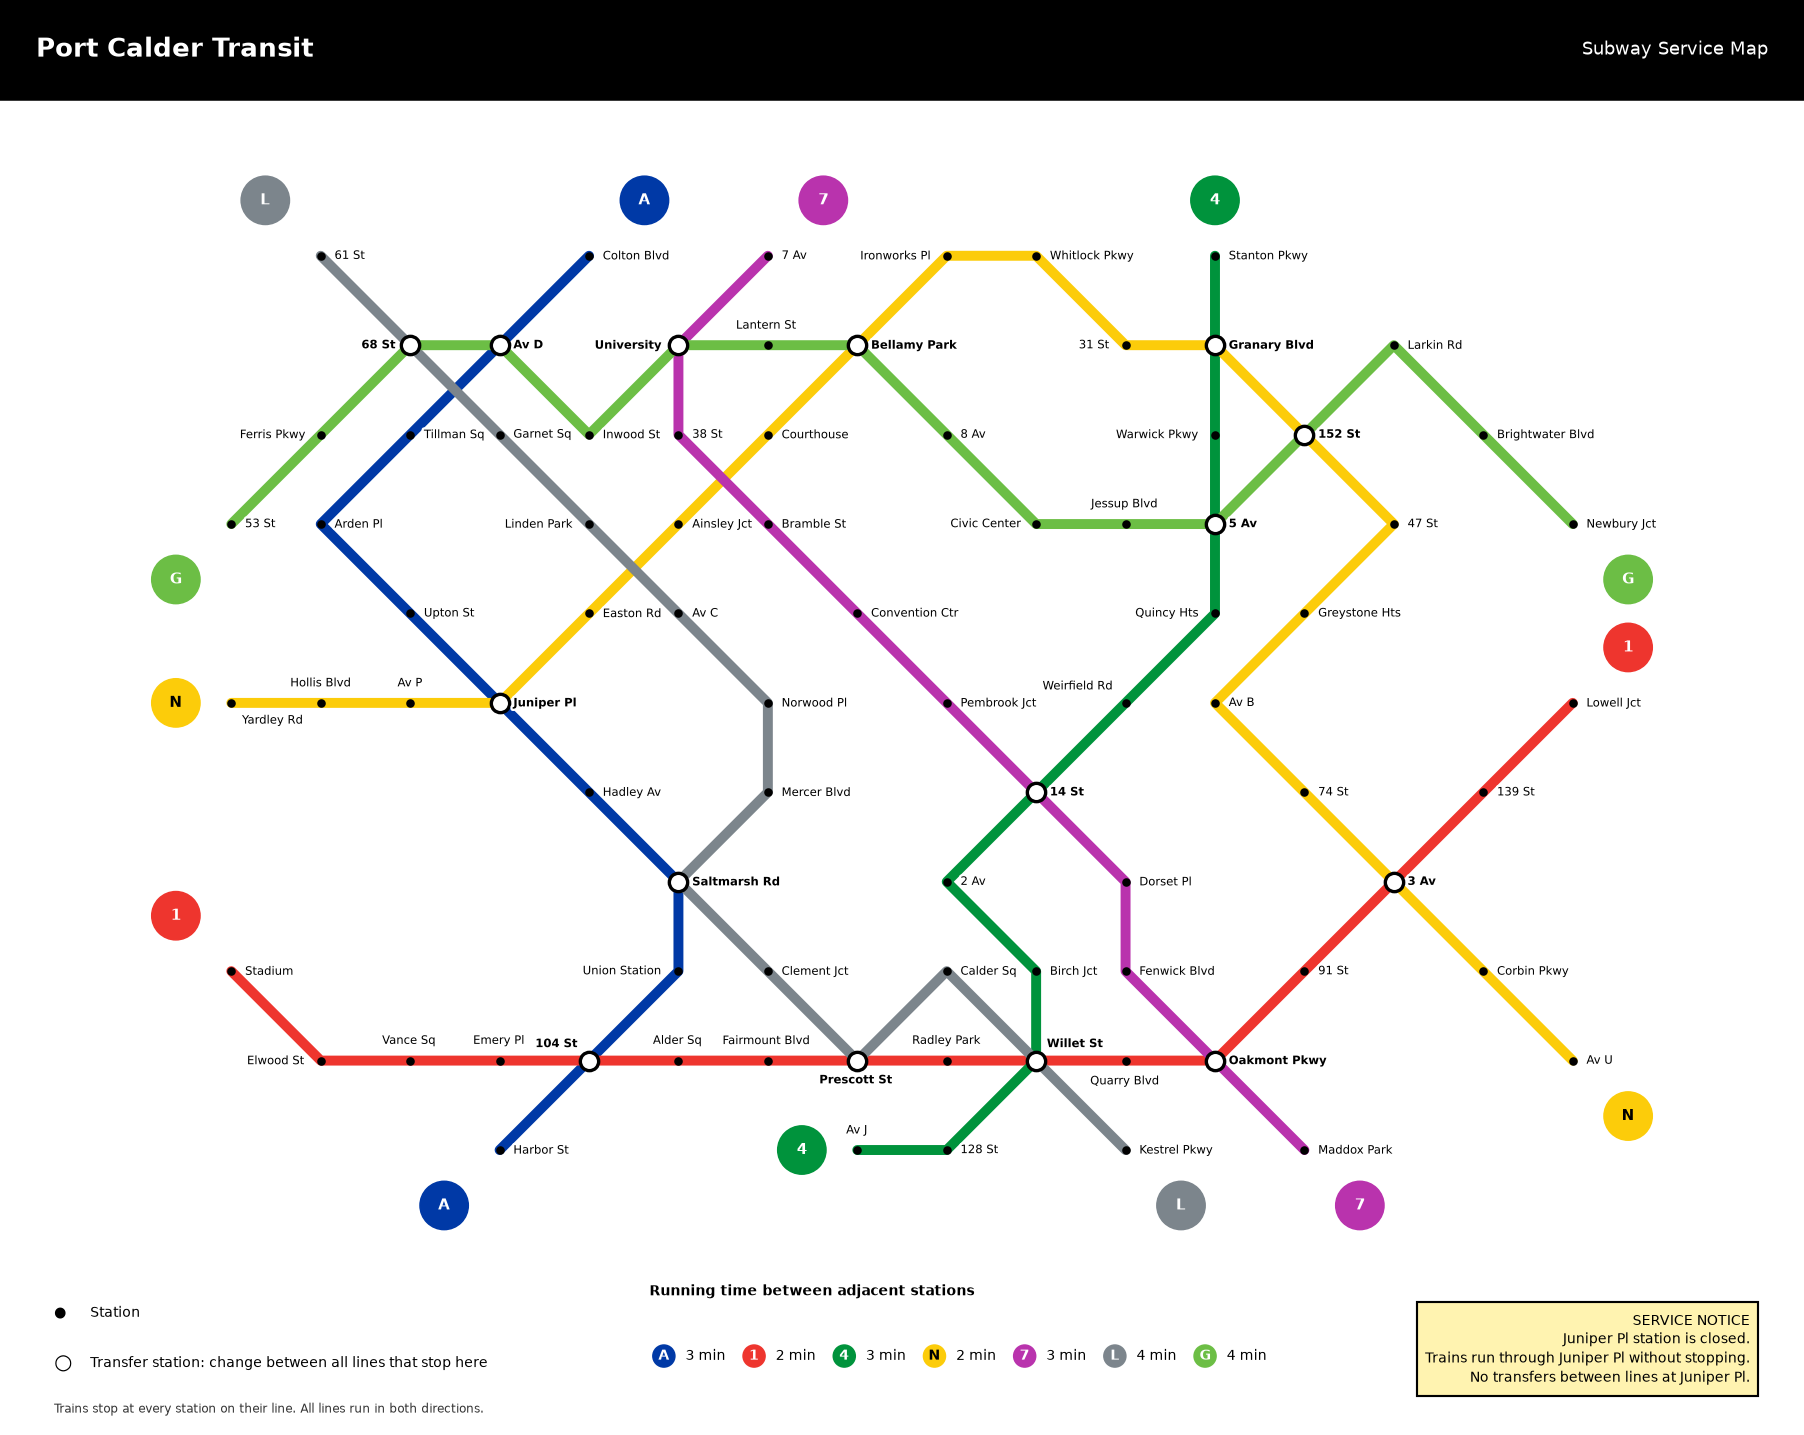 Port Calder Transit
Subway Service Map
L
A
7
4
61 St
Colton Blvd
7 Av
Ironworks Pl
Whitlock Pkwy
Stanton Pkwy
Lantern St
68 St
Av D
University
Bellamy Park
31 St
Granary Blvd
Larkin Rd
Ferris Pkwy
Tillman Sq
Garnet Sq
Inwood St
38 St
Courthouse
8 Av
Warwick Pkwy
152 St
Brightwater Blvd
Jessup Blvd
53 St
Arden Pl
Linden Park
Ainsley Jct
Bramble St
Civic Center
5 Av
47 St
Newbury Jct
G
G
Upton St
Easton Rd
Av C
Convention Ctr
Quincy Hts
Greystone Hts
1
Hollis Blvd
Av P
Weirfield Rd
N
Juniper Pl
Norwood Pl
Pembrook Jct
Av B
Lowell Jct
Yardley Rd
Hadley Av
Mercer Blvd
14 St
74 St
139 St
Saltmarsh Rd
2 Av
Dorset Pl
3 Av
1
Stadium
Union Station
Clement Jct
Calder Sq
Birch Jct
Fenwick Blvd
91 St
Corbin Pkwy
Vance Sq
Emery Pl
104 St
Alder Sq
Fairmount Blvd
Radley Park
Willet St
Elwood St
Oakmont Pkwy
Av U
Prescott St
Quarry Blvd
N
Av J
Harbor St
4
128 St
Kestrel Pkwy
Maddox Park
A
L
7
Running time between adjacent stations
Station
A 3 min 1 2 min 4 3 min N 2 min 7 3 min L 4 min G 4 min
Transfer station: change between all lines that stop here
Trains stop at every station on their line. All lines run in both directions.
SERVICE NOTICE
Juniper Pl station is closed.
Trains run through Juniper Pl without stopping.
No transfers between lines at Juniper Pl.